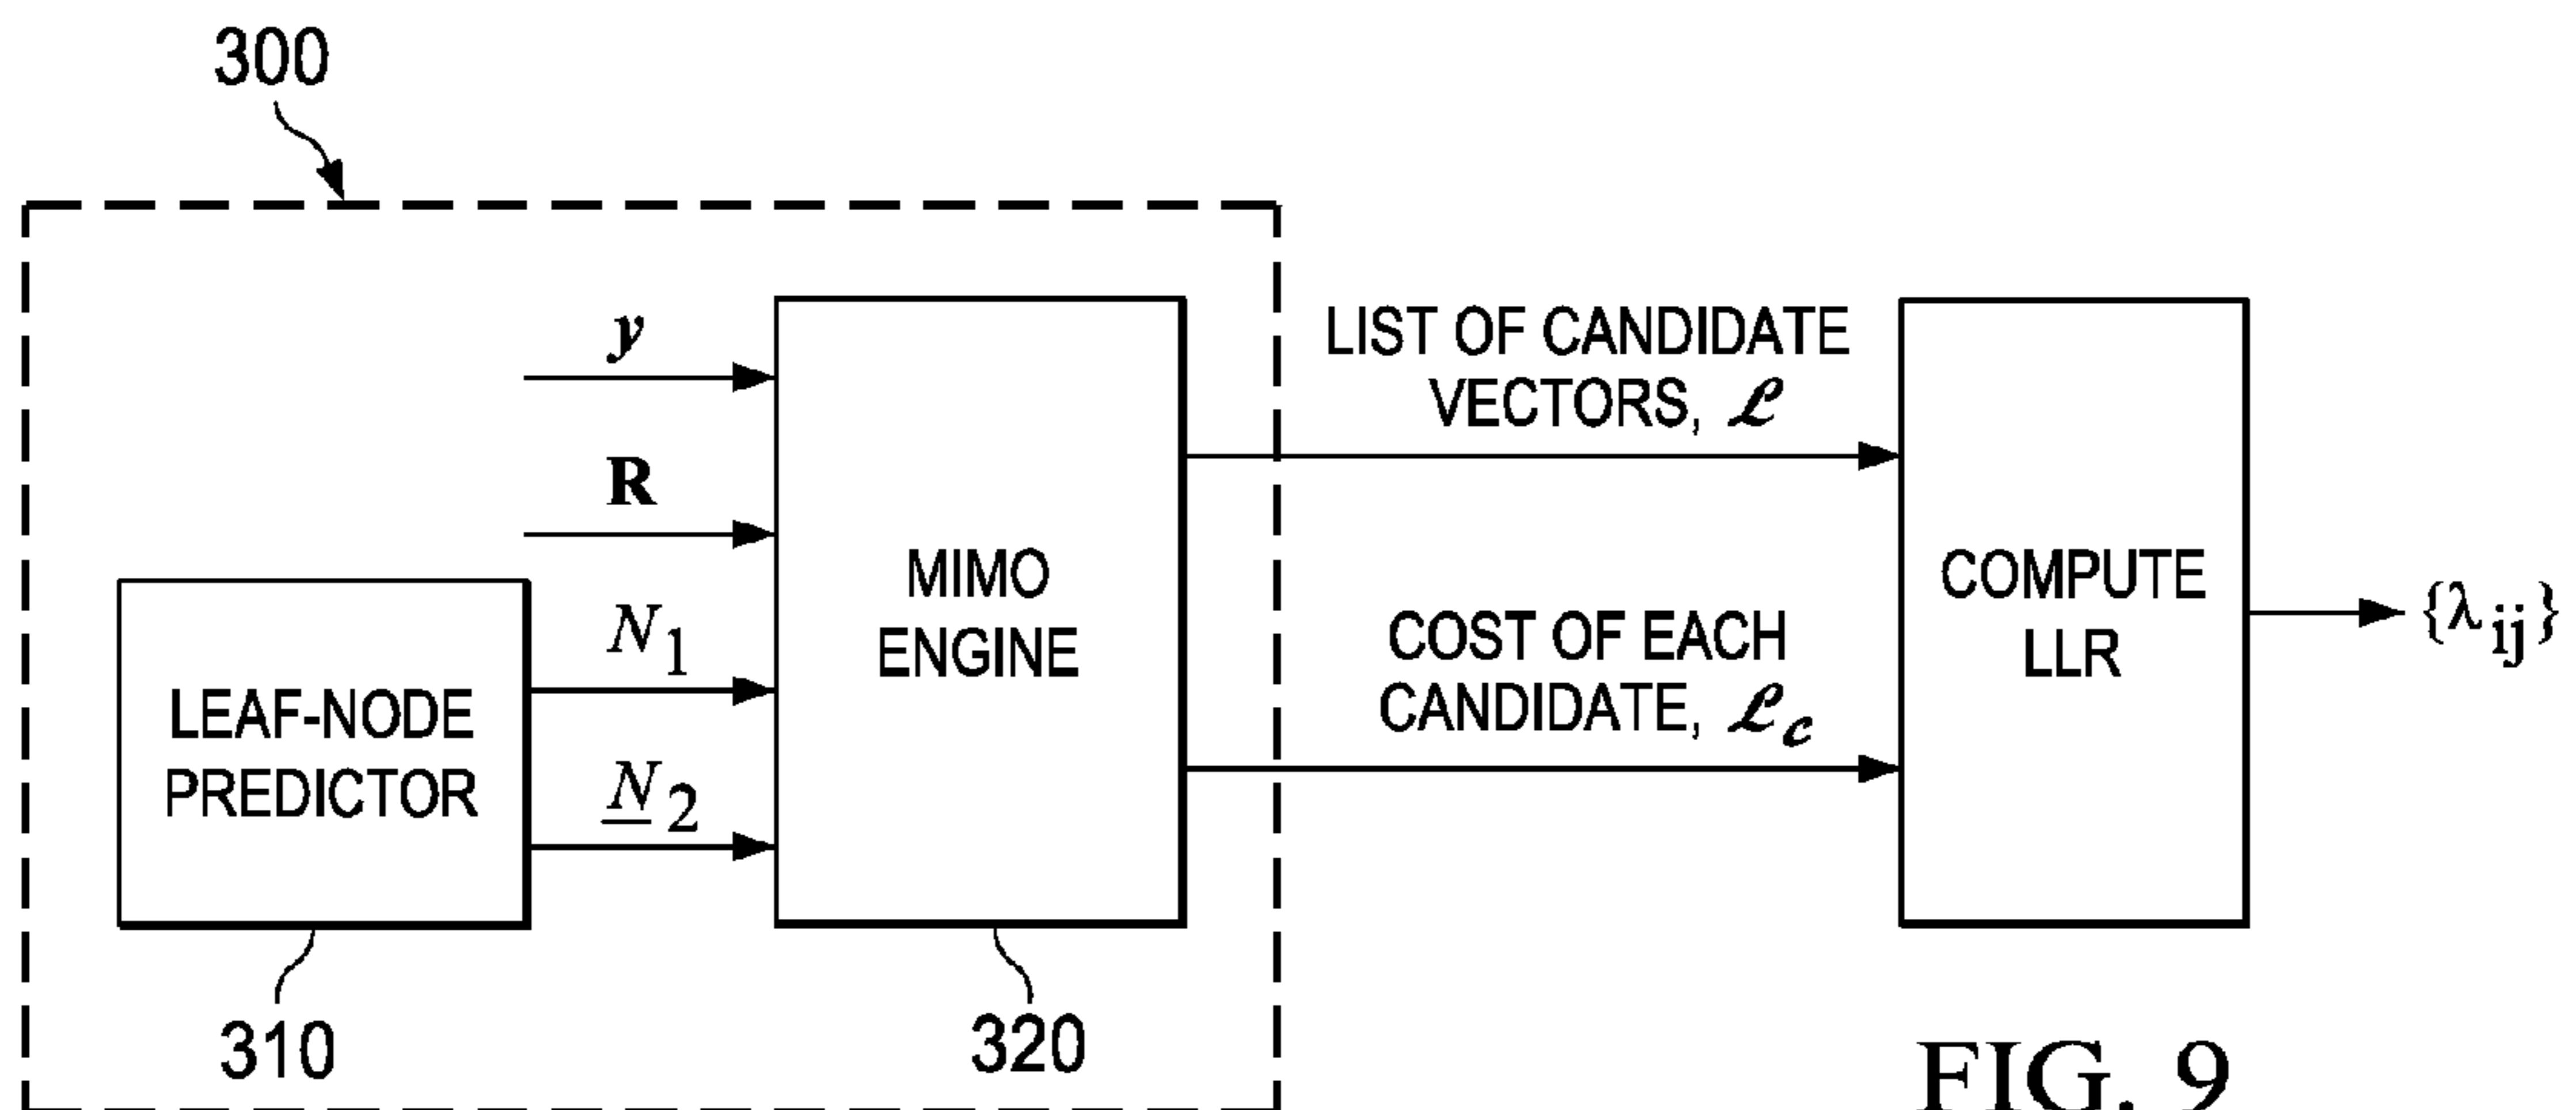 300
y
R
N1
N2
LEAF-NODE
PREDICTOR
310
MIMO
ENGINE
320
LIST OF CANDIDATE
VECTORS, ℒ
COST OF EACH
CANDIDATE, ℒc
COMPUTE
LLR
{λij}
FIG. 9